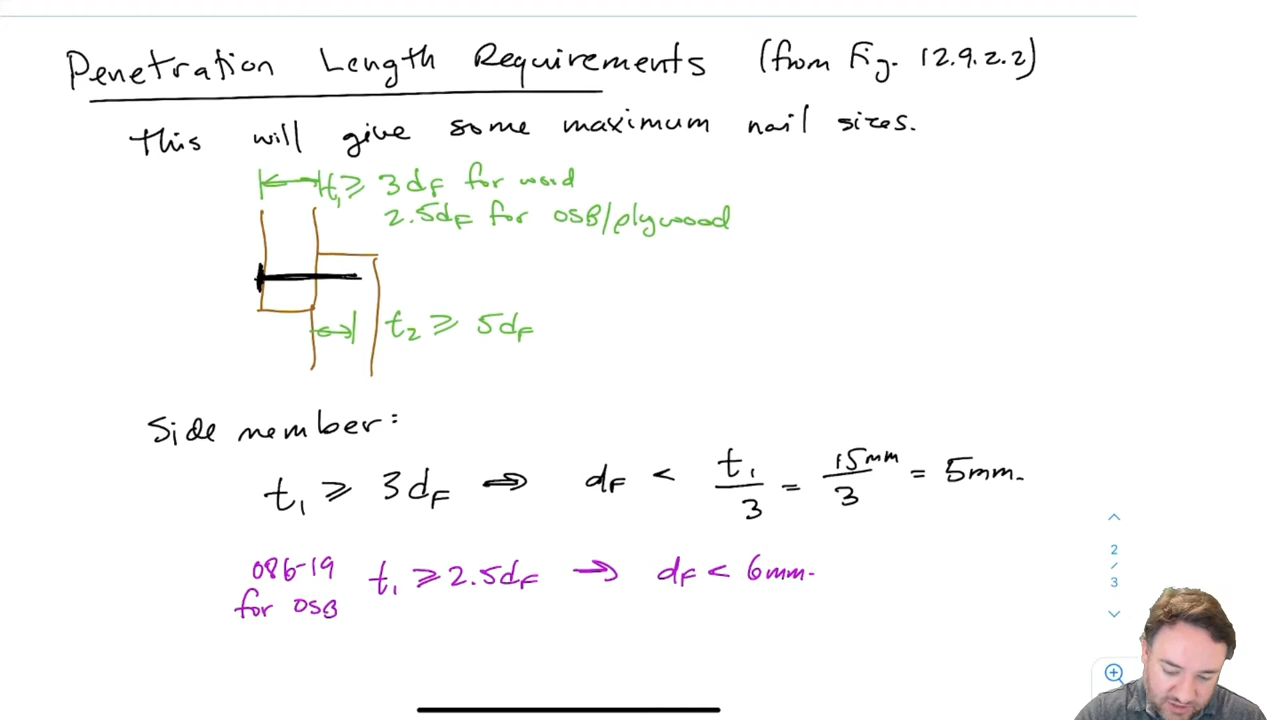 Penetration Length Requirements (from Fig. 12.9.2.2)
This will give some maximum nail sizes.
t₁ ≥ 3dF for wood
2.5dF for OSB/plywood
t₂ ≥ 5dF
Side member:
t₁ ≥ 3dF ⇒ dF < t₁/3 = 15mm/3 = 5mm.
086-19 t₁ ≥ 2.5dF ⇒ dF < 6mm.
for OSB
2
/
3